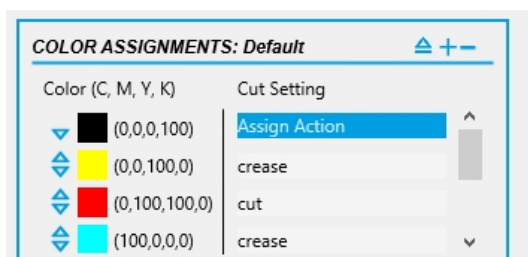 COLOR ASSIGNMENTS: Default
Color (C, M, Y, K) Cut Setting
(0,0,0,100) Assign Action
(0,0,100,0) crease
(0,100,100,0) cut
(100,0,0,0) crease